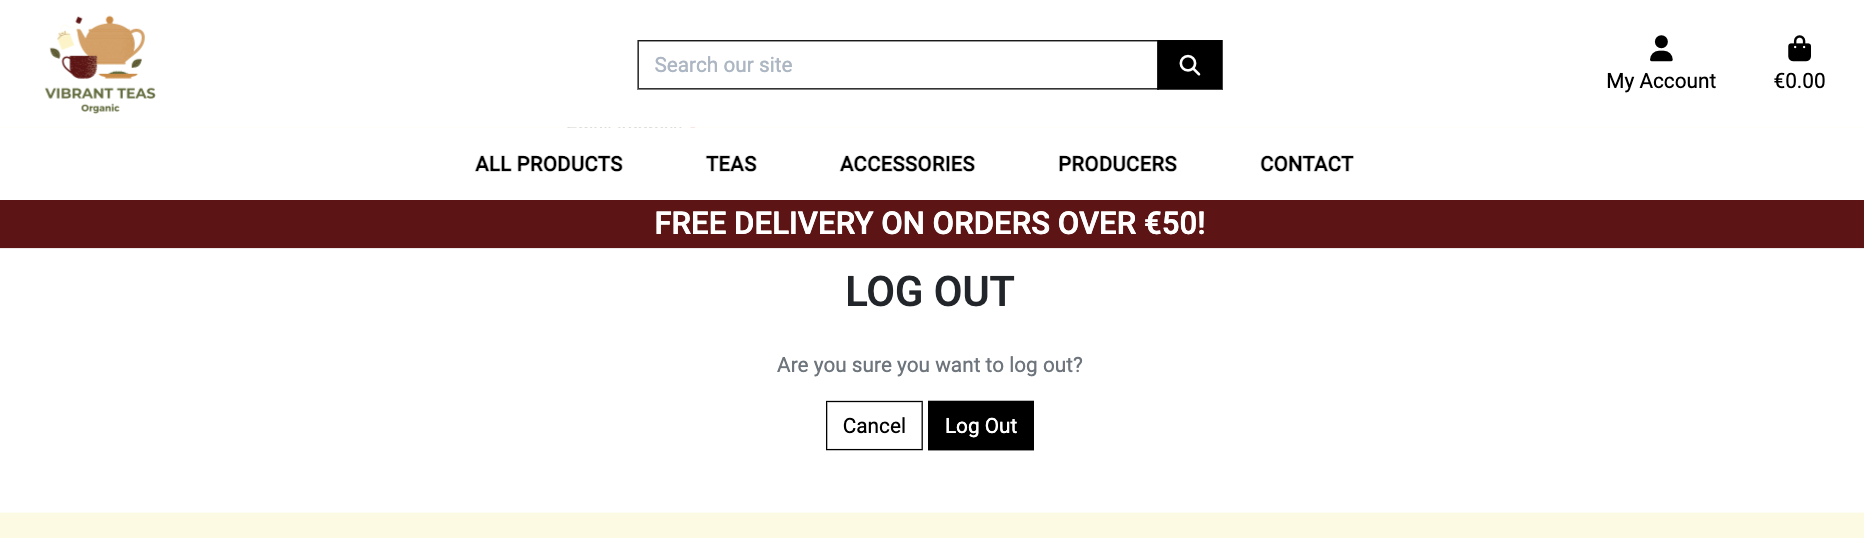 VIBRANT TEAS
Organic
Search our site
My Account
€0.00
ALL PRODUCTS TEAS ACCESSORIES PRODUCERS CONTACT
FREE DELIVERY ON ORDERS OVER €50!
LOG OUT
Are you sure you want to log out?
Cancel Log Out